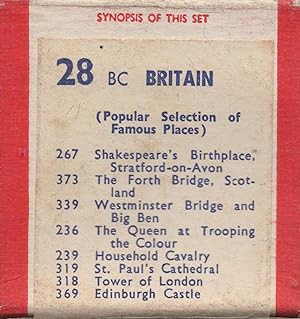 SYNOPSIS OF THIS SET
28 BC BRITAIN
(Popular Selection of
Famous Places)
267 Shakespeare's Birthplace,
Stratford-on-Avon
373 The Forth Bridge, Scot-
land
339 Westminster Bridge and
Big Ben
236 The Queen at Trooping
the Colour
239 Household Cavalry
319 St. Paul's Cathedral
318 Tower of London
369 Edinburgh Castle